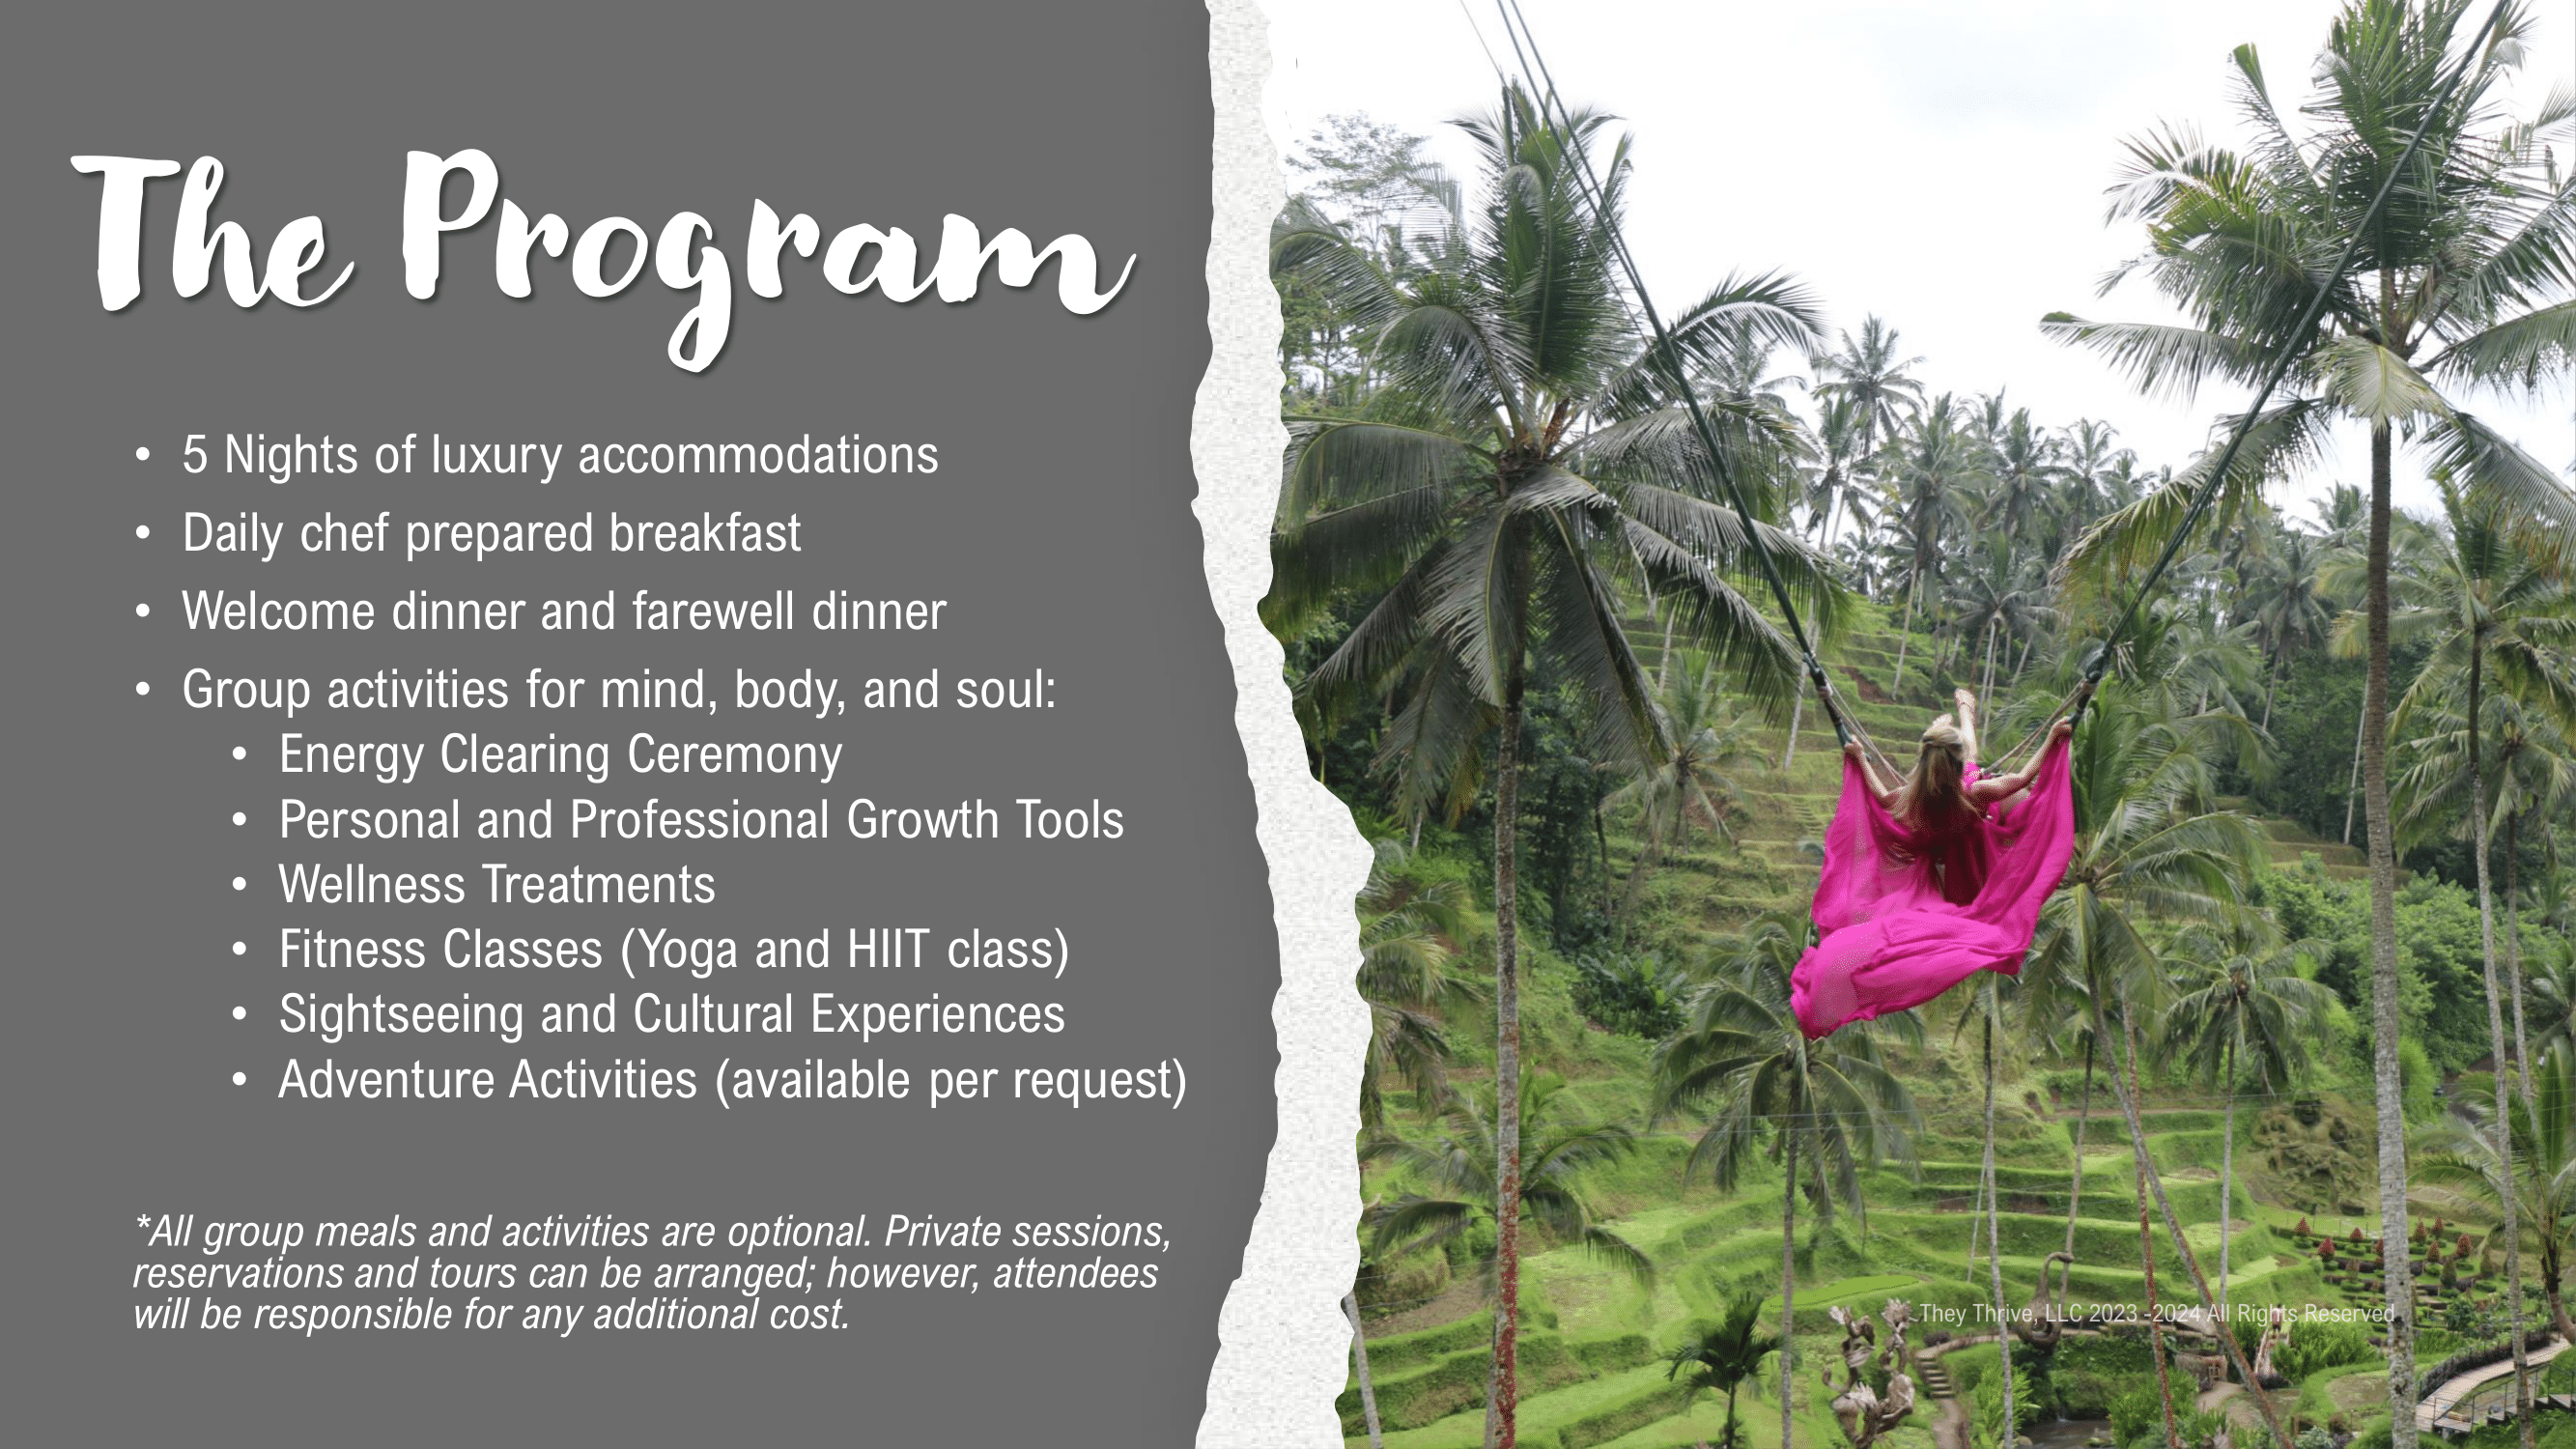 The Program
• 5 Nights of luxury accommodations
• Daily chef prepared breakfast
• Welcome dinner and farewell dinner
• Group activities for mind, body, and soul:
• Energy Clearing Ceremony
• Personal and Professional Growth Tools
• Wellness Treatments
• Fitness Classes (Yoga and HIIT class)
• Sightseeing and Cultural Experiences
• Adventure Activities (available per request)
*All group meals and activities are optional. Private sessions,
reservations and tours can be arranged; however, attendees
will be responsible for any additional cost.
They Thrive, LLC 2023 -2024 All Rights Reserved